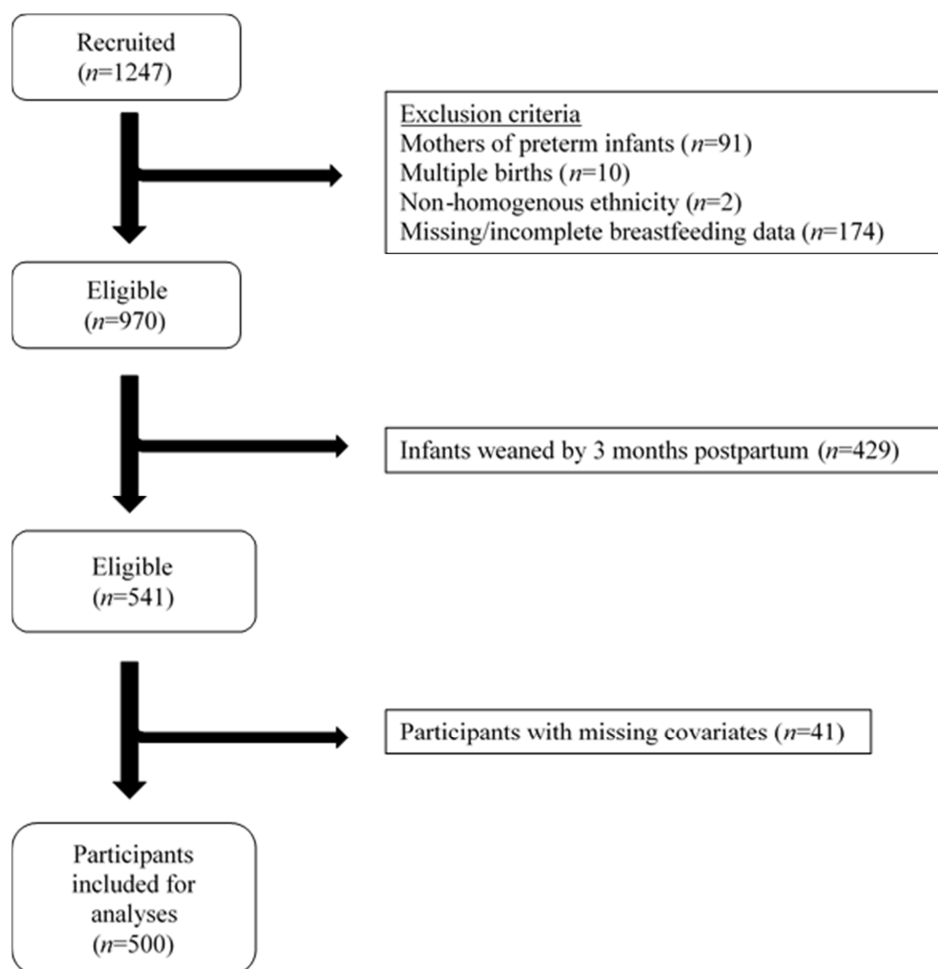 Recruited
(n=1247)
Exclusion criteria
Mothers of preterm infants (n=91)
Multiple births (n=10)
Non-homogenous ethnicity (n=2)
Missing/incomplete breastfeeding data (n=174)
Eligible
(n=970)
Infants weaned by 3 months postpartum (n=429)
Eligible
(n=541)
Participants with missing covariates (n=41)
Participants
included for
analyses
(n=500)